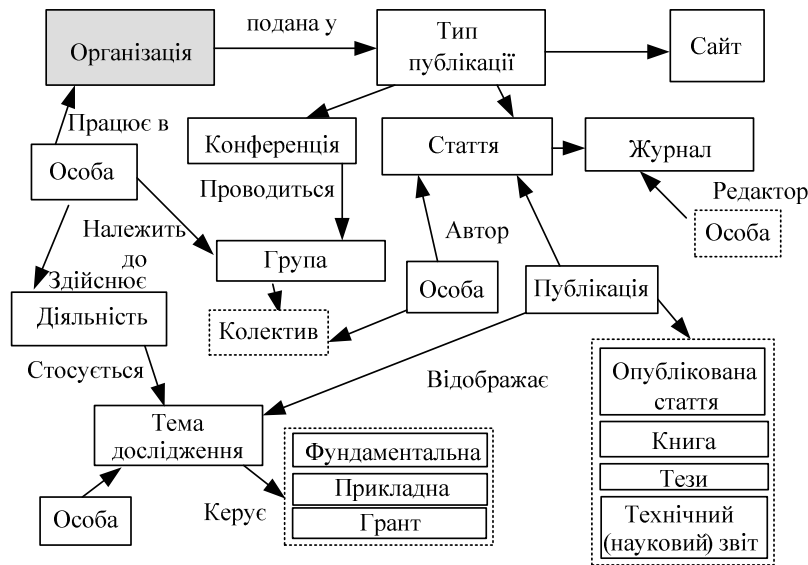 подана у
Організація
Тип
публікації
Сайт
Працює в
Конференція
Стаття
Журнал
Особа
Проводиться
Редактор
Належить
до
Автор
Особа
Здійснює
Група
Особа
Публікація
Діяльність
Колектив
Стосується
Відображає
Опублікована
стаття
Тема
дослідження
Фундаментальна
Книга
Прикладна
Тези
Особа
Керує
Грант
Технічний
(науковий) звіт